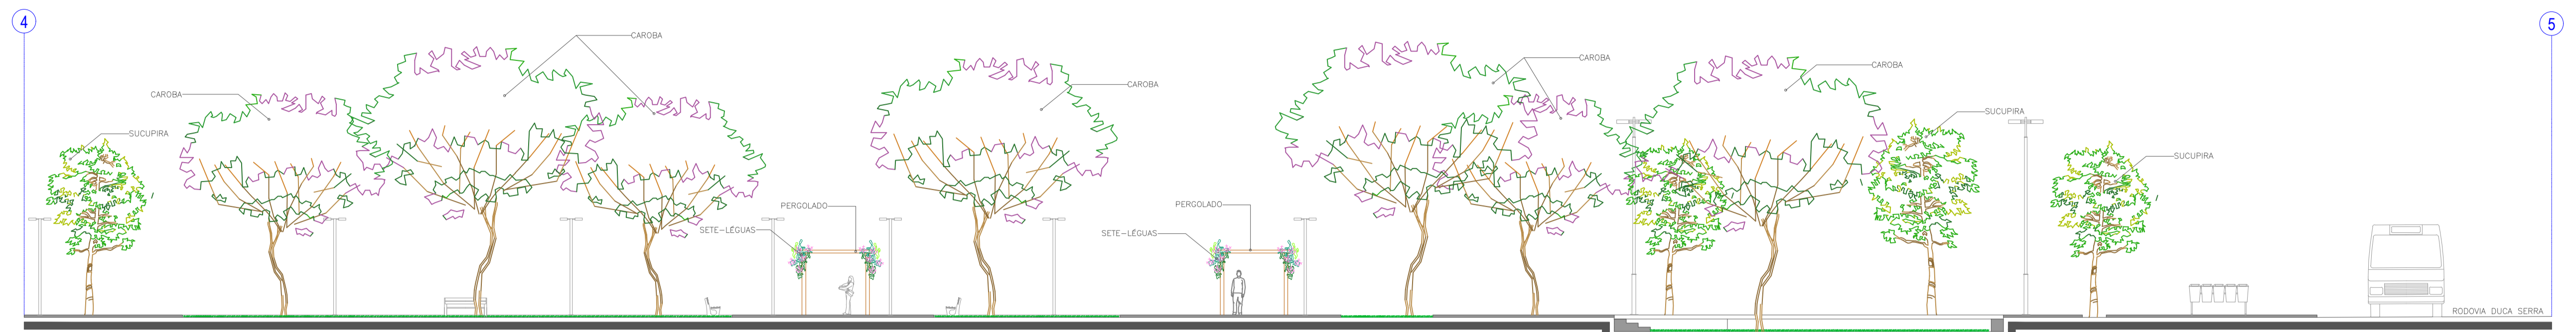 4
5
CAROBA
CAROBA
CAROBA
CAROBA
CAROBA
CAROBA
SUCUPIRA
SUCUPIRA
SUCUPIRA
PERGOLADO
PERGOLADO
SETE-LÉGUAS
SETE-LÉGUAS
RODOVIA DUCA SERRA